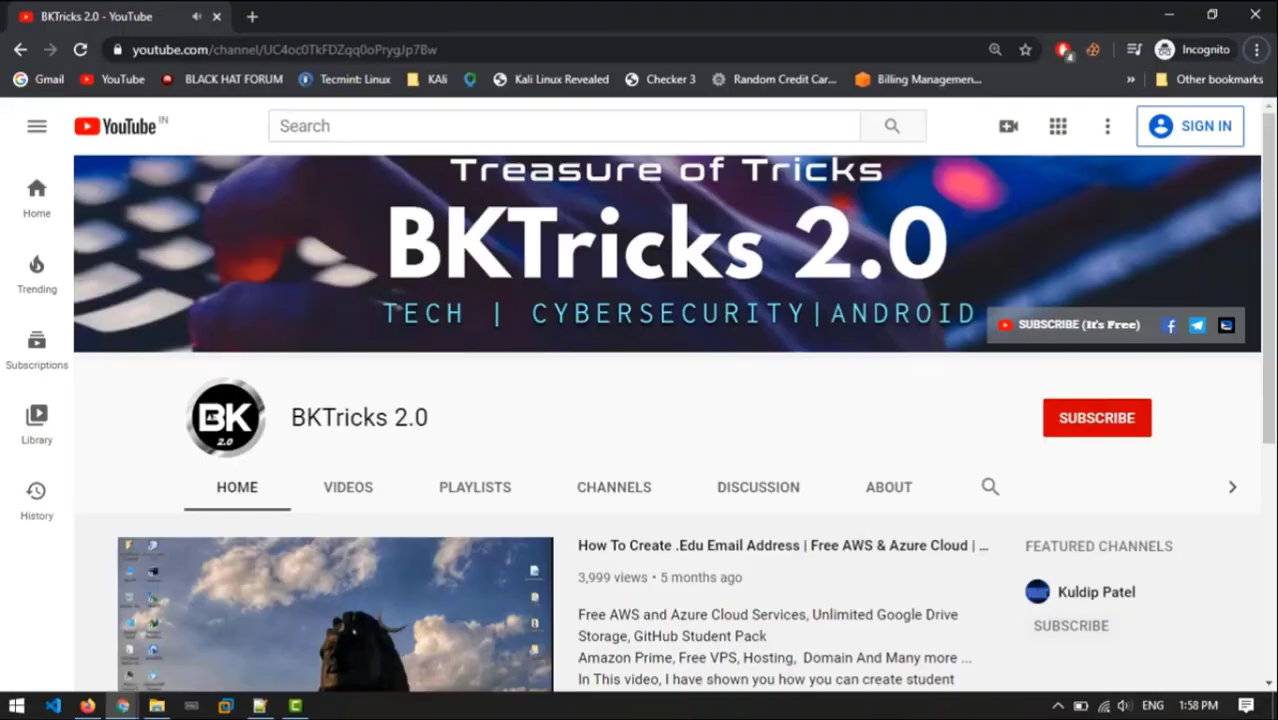 BKTricks 2.0 - YouTube
youtube.com/channel/UC4oc0TkFDZqq0oPrygJp7Bw
4
Incognito
Gmail
YouTube
BLACK HAT FORUM
Tecmint: Linux
KAli
Kali Linux Revealed
Checker 3
Random Credit Car...
Billing Managemen...
»
Other bookmarks
YouTube IN
Search
SIGN IN
Home
Trending
Subscriptions
Library
History
Treasure of Tricks
BKTricks 2.0
TECH | CYBERSECURITY|ANDROID
SUBSCRIBE (It's Free)
BK
2.0
BKTricks 2.0
SUBSCRIBE
HOME
VIDEOS
PLAYLISTS
CHANNELS
DISCUSSION
ABOUT
How To Create .Edu Email Address | Free AWS & Azure Cloud | ...
3,999 views • 5 months ago
Free AWS and Azure Cloud Services, Unlimited Google Drive
Storage, GitHub Student Pack
Amazon Prime, Free VPS, Hosting, Domain And Many more ...
In This video, I have shown you how you can create student
FEATURED CHANNELS
Kuldip Patel
SUBSCRIBE
ENG
1:58 PM